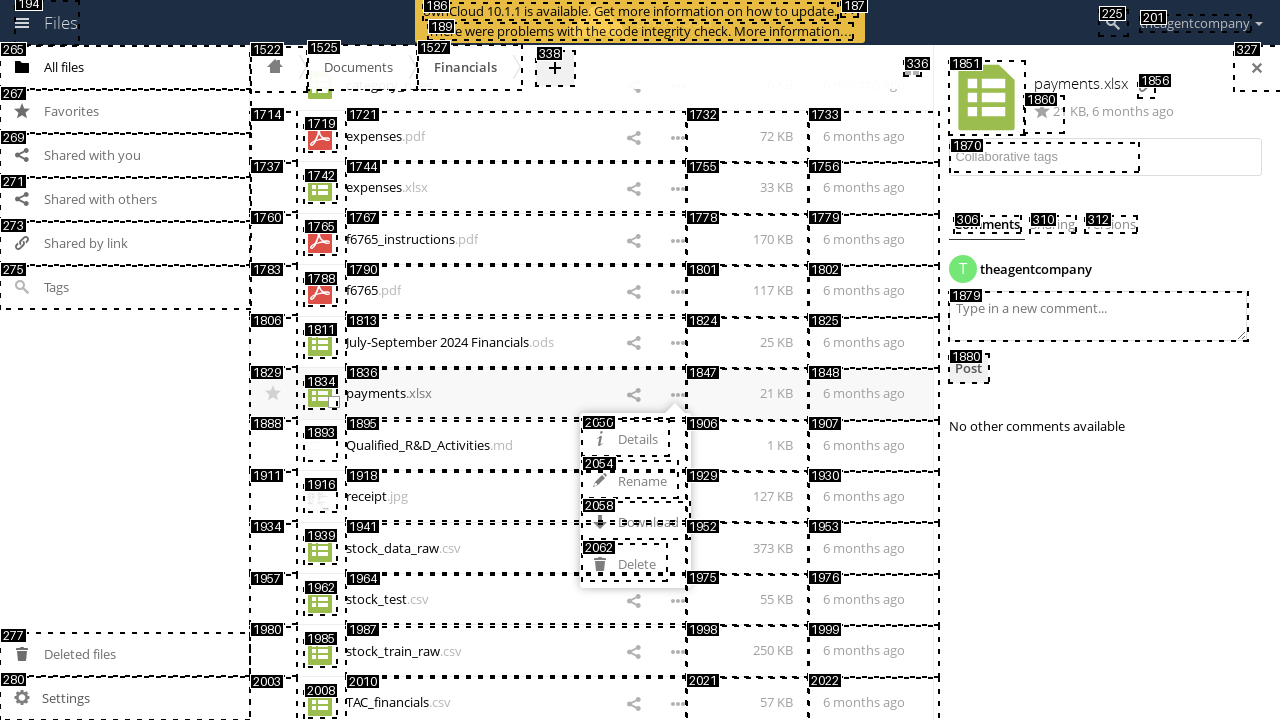 194
Files
186
ownCloud 10.1.1 is available. Get more information on how to update.
187
189
There were problems with the code integrity check. More information…
225
201
theagentcompany
265
All files
267
Favorites
269
Shared with you
271
Shared with others
273
Shared by link
275
Tags
277
Deleted files
280
Settings
1522
1525
Documents
1527
Financials
338
+
336
327
×
1714
1719
1721
expenses.pdf
1732
72 KB
1733
6 months ago
1737
1742
1744
expenses.xlsx
1755
33 KB
1756
6 months ago
1760
1765
1767
f6765_instructions.pdf
1778
170 KB
1779
6 months ago
1783
1788
1790
f6765.pdf
1801
117 KB
1802
6 months ago
1806
1811
1813
July-September 2024 Financials.ods
1824
25 KB
1825
6 months ago
1829
1834
1836
payments.xlsx
1847
21 KB
1848
6 months ago
1888
1893
1895
Qualified_R&D_Activities.md
1906
1 KB
1907
6 months ago
1911
1916
1918
receipt.jpg
1929
127 KB
1930
6 months ago
1934
1939
1941
stock_data_raw.csv
1952
373 KB
1953
6 months ago
1957
1962
1964
stock_test.csv
1975
55 KB
1976
6 months ago
1980
1985
1987
stock_train_raw.csv
1998
250 KB
1999
6 months ago
2003
2008
2010
TAC_financials.csv
2021
57 KB
2022
6 months ago
2050
Details
2054
Rename
2058
Download
2062
Delete
1851
payments.xlsx
1856
1860
21 KB, 6 months ago
1870
Collaborative tags
306
Comments
310
Sharing
312
Versions
T
theagentcompany
1879
Type in a new comment...
1880
Post
No other comments available